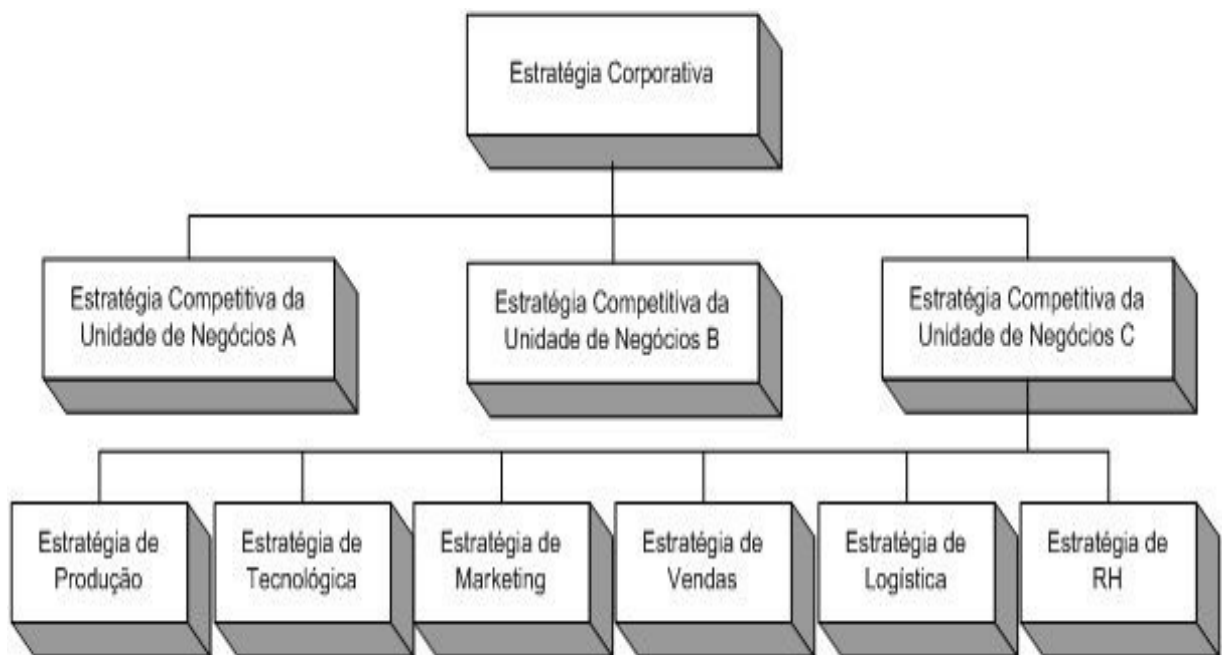 Estratégia Corporativa
Estratégia Competitiva da
Unidade de Negócios A
Estratégia Competitiva da
Unidade de Negócios B
Estratégia Competitiva da
Unidade de Negócios C
Estratégia de
Produção
Estratégia de
Tecnológica
Estratégia de
Marketing
Estratégia de
Vendas
Estratégia de
Logística
Estratégia de
RH